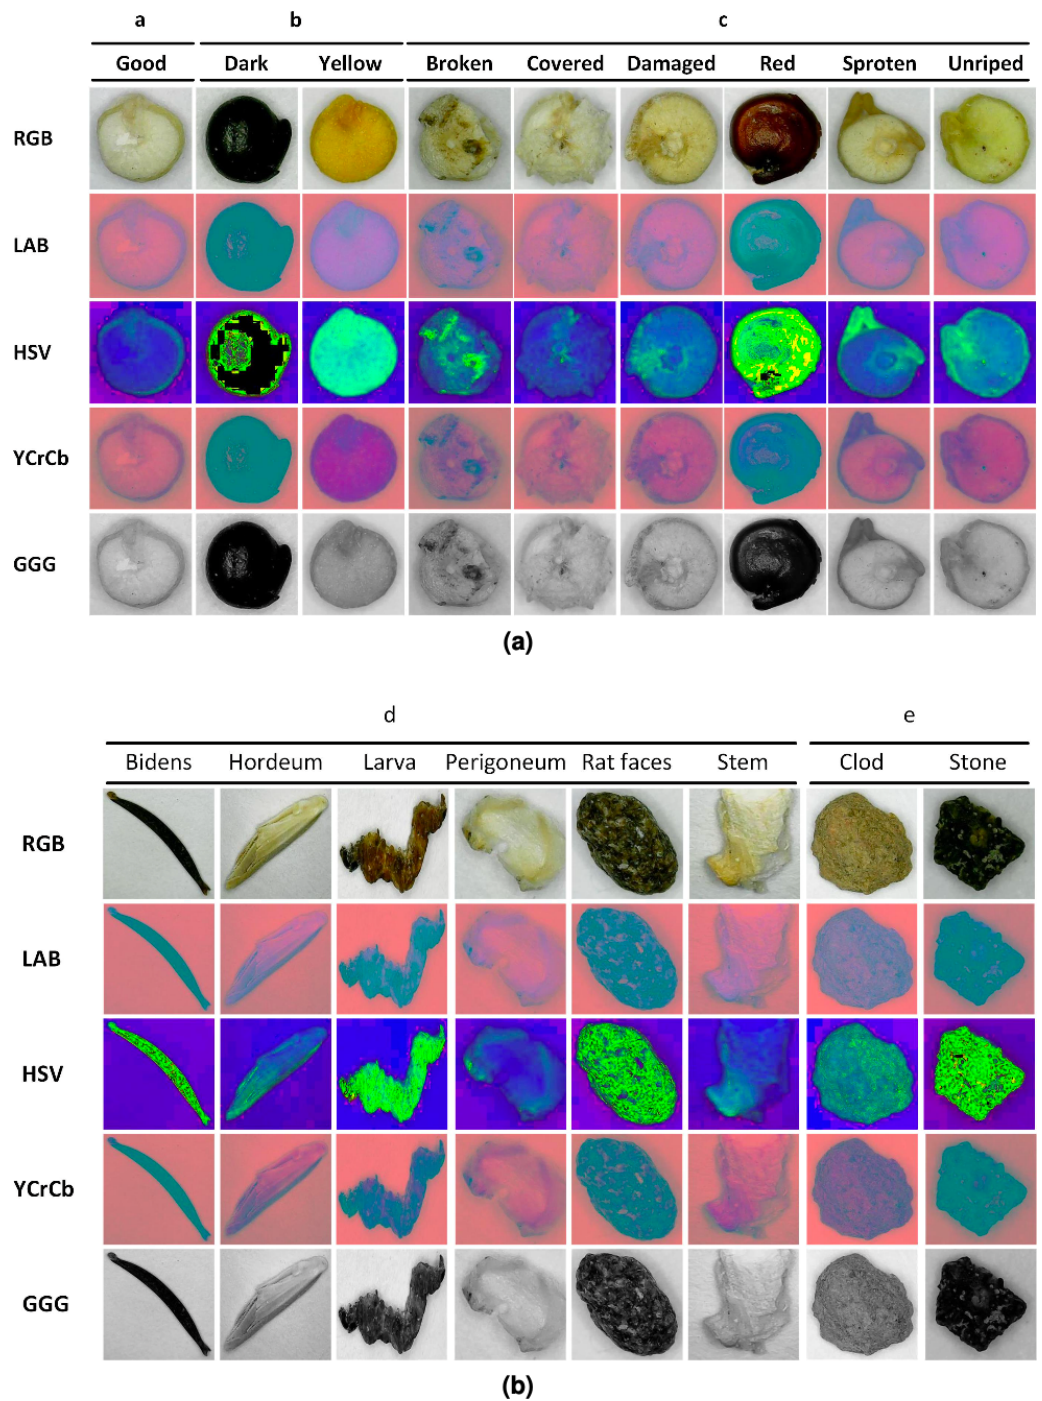 a b c
Good Dark Yellow Broken Covered Damaged Red Sproten Unriped
RGB
LAB
HSV
YCrCb
GGG
(a)
d e
Bidens Hordeum Larva Perigoneum Rat faces Stem Clod Stone
RGB
LAB
HSV
YCrCb
GGG
(b)